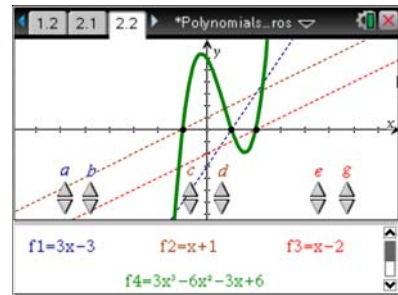 1.2 2.1 2.2 *Polynomials...ros
y
x
a b c d e g
f1=3x-3 f2=x+1 f3=x-2
f4=3x³-6x²-3x+6